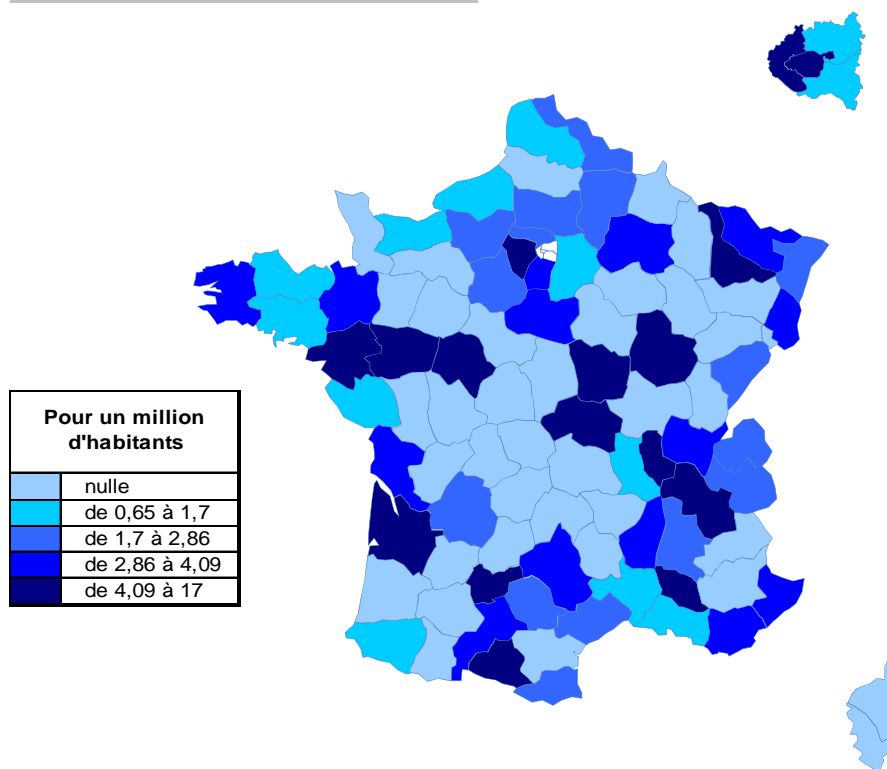 Pour un million
d'habitants
nulle
de 0,65 à 1,7
de 1,7 à 2,86
de 2,86 à 4,09
de 4,09 à 17